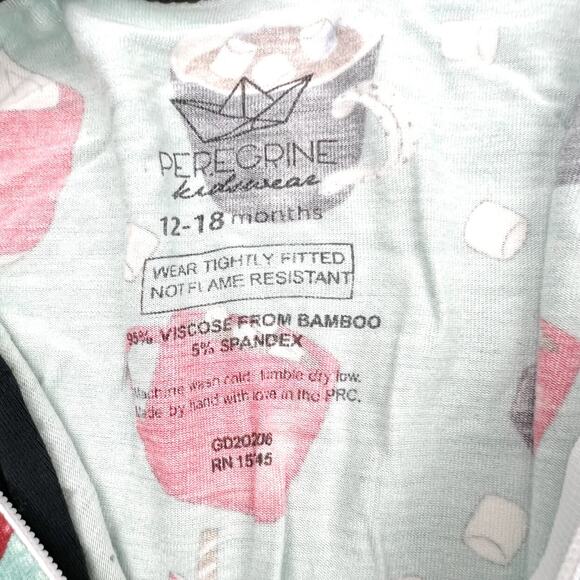 PEREGRINE
kidswear
12-18 months
WEAR TIGHTLY FITTED
NOT FLAME RESISTANT
95% VISCOSE FROM BAMBOO
5% SPANDEX
Machine wash cold, tumble dry low.
Made by hand with love in the PRC.
GD20206
RN 1545